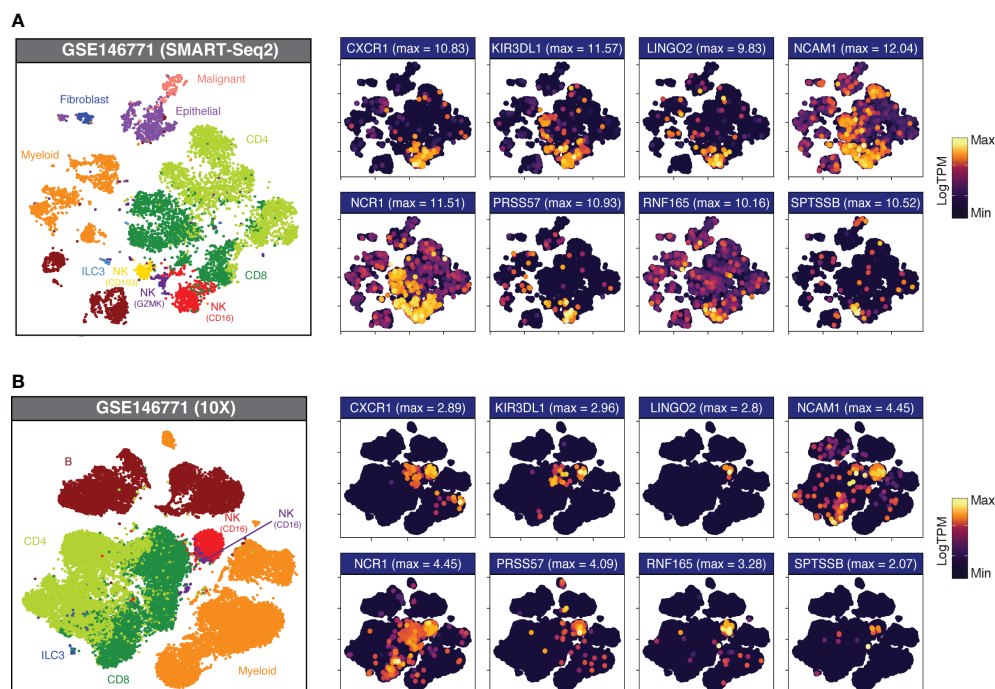 A
GSE146771 (SMART-Seq2)
Malignant
Fibroblast
Epithelial
CD4
Myeloid
ILC3
NK
(CD103)
NK
(GZMK)
NK
(CD16)
CD8
CXCR1 (max = 10.83)
KIR3DL1 (max = 11.57)
LINGO2 (max = 9.83)
NCAM1 (max = 12.04)
NCR1 (max = 11.51)
PRSS57 (max = 10.93)
RNF165 (max = 10.16)
SPTSSB (max = 10.52)
LogTPM
Max
Min
B
GSE146771 (10X)
B
NK
(CD16)
NK
(CD16)
CD4
ILC3
CD8
Myeloid
CXCR1 (max = 2.89)
KIR3DL1 (max = 2.96)
LINGO2 (max = 2.8)
NCAM1 (max = 4.45)
NCR1 (max = 4.45)
PRSS57 (max = 4.09)
RNF165 (max = 3.28)
SPTSSB (max = 2.07)
LogTPM
Max
Min